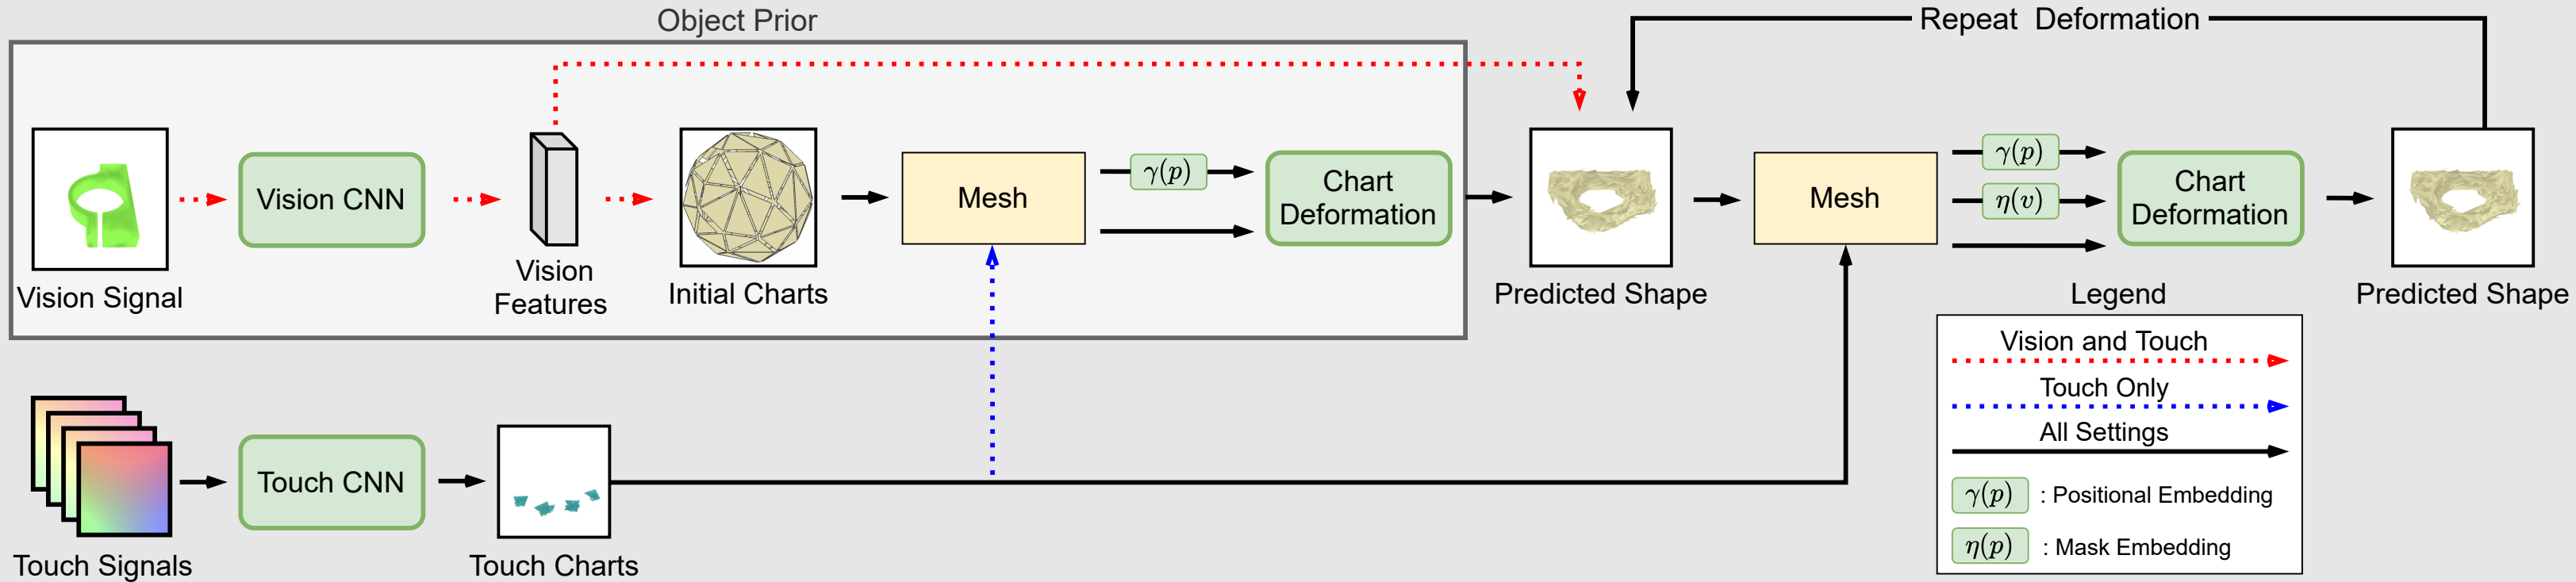 Object Prior
Repeat Deformation
Vision Signal
Vision CNN
Vision
Features
Initial Charts
Mesh
γ(p)
Chart
Deformation
Predicted Shape
Mesh
γ(p)
η(v)
Chart
Deformation
Predicted Shape
Touch Signals
Touch CNN
Touch Charts
Legend
Vision and Touch
Touch Only
All Settings
γ(p) : Positional Embedding
η(p) : Mask Embedding